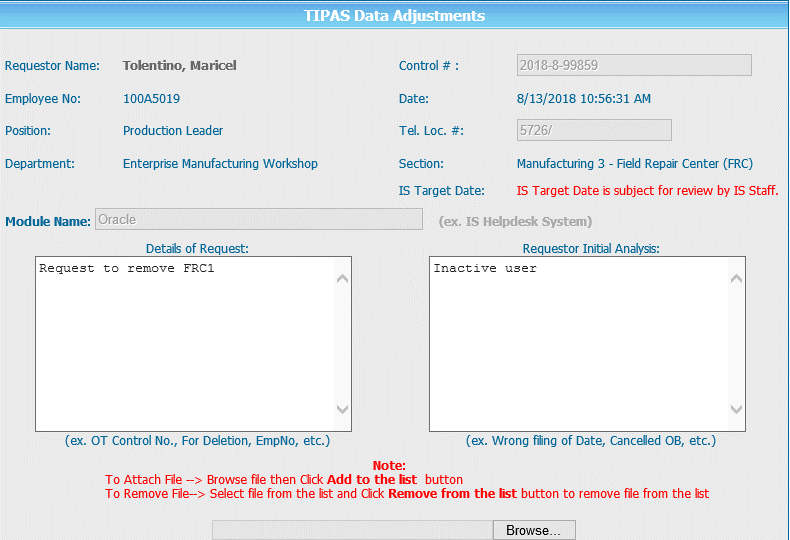 TIPAS Data Adjustments
Requestor Name: Tolentino, Maricel Control # : 2018-8-99859
Employee No: 100A5019 Date: 8/13/2018 10:56:31 AM
Position: Production Leader Tel. Loc. #: 5726/
Department: Enterprise Manufacturing Workshop Section: Manufacturing 3 - Field Repair Center (FRC)
IS Target Date: IS Target Date is subject for review by IS Staff.
Module Name: Oracle (ex. IS Helpdesk System)
Details of Request: Requestor Initial Analysis:
Request to remove FRC1 Inactive user
(ex. OT Control No., For Deletion, EmpNo, etc.) (ex. Wrong filing of Date, Cancelled OB, etc.)
Note:
To Attach File --> Browse file then Click Add to the list button
To Remove File--> Select file from the list and Click Remove from the list button to remove file from the list
Browse...